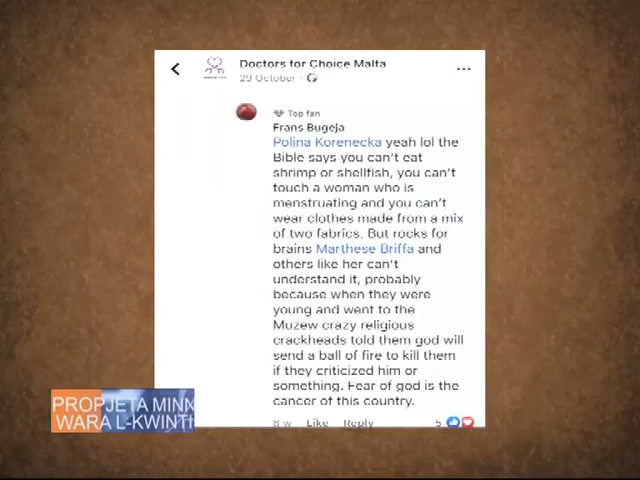 Doctors for Choice Malta
29 October
Top fan
Frans Bugeja
Polina Korenecka yeah lol the
Bible says you can't eat
shrimp or shellfish, you can't
touch a woman who is
menstruating and you can't
wear clothes made from a mix
of two fabrics. But rocks for
brains Marthese Briffa and
others like her can't
understand it, probably
because when they were
young and went to the
Muzew crazy religious
crackheads told them god will
send a ball of fire to kill them
if they criticized him or
something. Fear of god is the
cancer of this country.
8 w Like Reply 5
PROPJETA MINN
WARA L-KWINTI